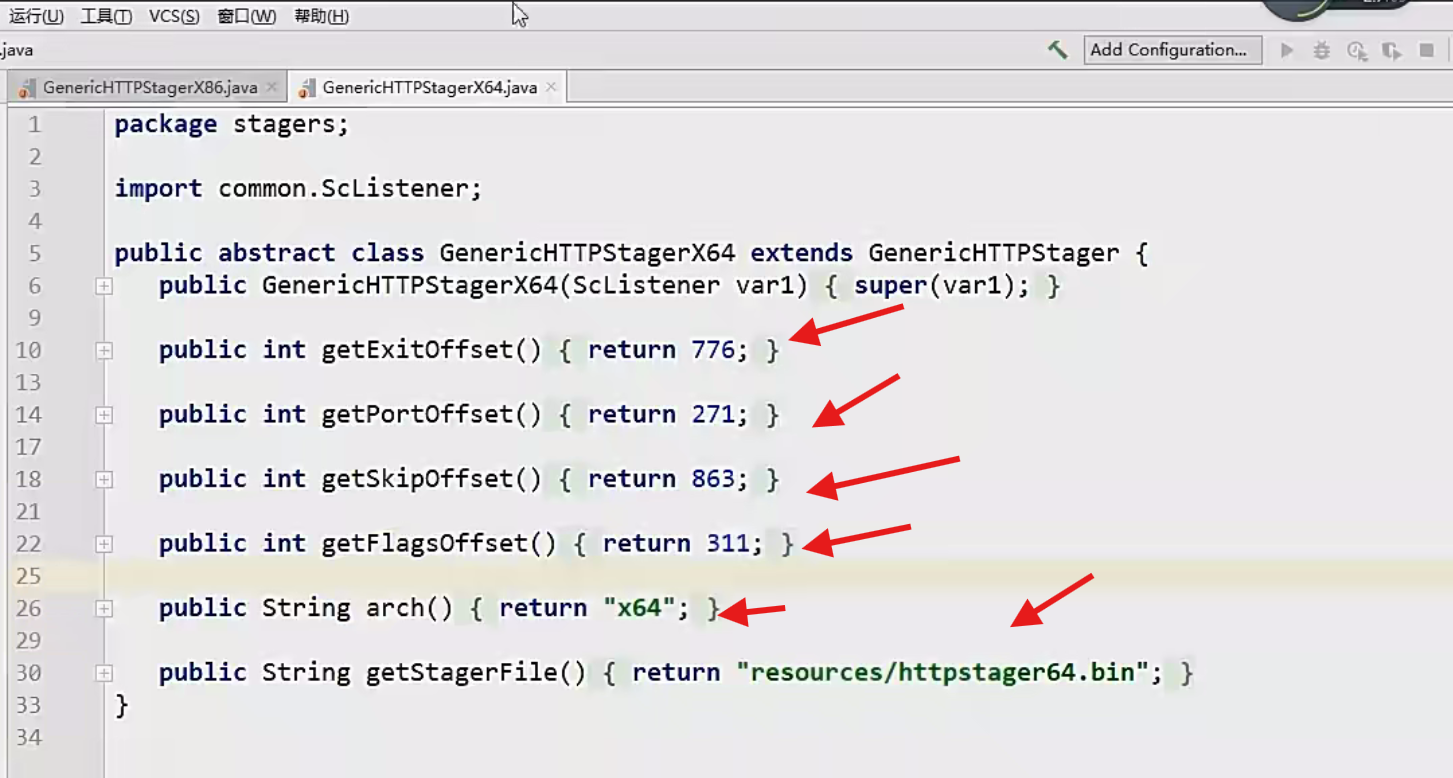 运行(U) 工具(T) VCS(S) 窗口(W) 帮助(H)
.java
Add Configuration...
GenericHTTPStagerX86.java
GenericHTTPStagerX64.java
1 package stagers;
2
3 import common.ScListener;
4
5 public abstract class GenericHTTPStagerX64 extends GenericHTTPStager {
6 public GenericHTTPStagerX64(ScListener var1) { super(var1); }
9
10 public int getExitOffset() { return 776; }
13
14 public int getPortOffset() { return 271; }
17
18 public int getSkipOffset() { return 863; }
21
22 public int getFlagsOffset() { return 311; }
25
26 public String arch() { return "x64"; }
29
30 public String getStagerFile() { return "resources/httpstager64.bin"; }
33 }
34